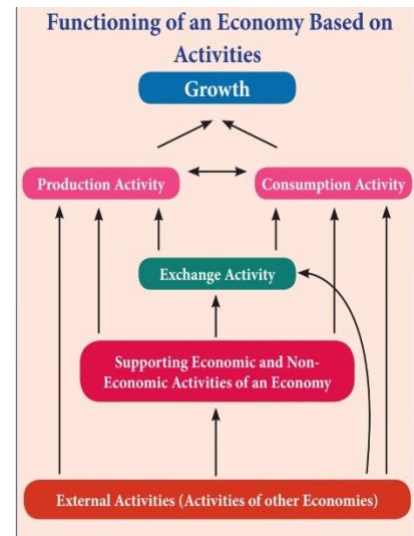 Functioning of an Economy Based on
Activities
Growth
Production Activity
Consumption Activity
Exchange Activity
Supporting Economic and Non-
Economic Activities of an Economy
External Activities (Activities of other Economies)